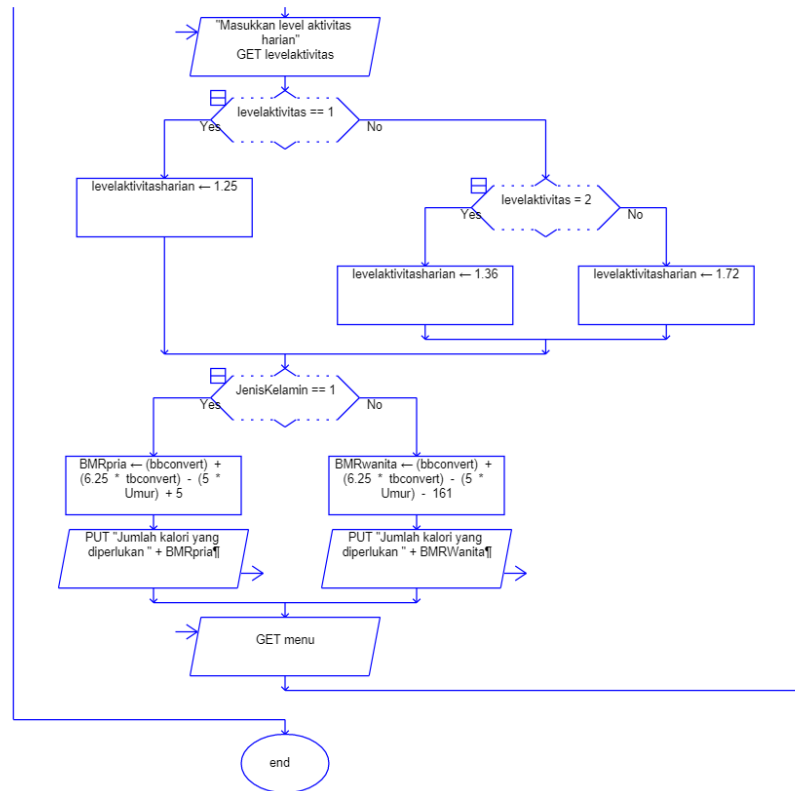 "Masukkan level aktivitas
harian"
GET levelaktivitas
levelaktivitas == 1
Yes
No
levelaktivitasharian ← 1.25
levelaktivitas = 2
Yes
No
levelaktivitasharian ← 1.36
levelaktivitasharian ← 1.72
JenisKelamin == 1
Yes
No
BMRpria ← (bbconvert) +
(6.25 * tbconvert) - (5 *
Umur) + 5
BMRwanita ← (bbconvert) +
(6.25 * tbconvert) - (5 *
Umur) - 161
PUT "Jumlah kalori yang
diperlukan " + BMRpria¶
PUT "Jumlah kalori yang
diperlukan " + BMRWanita¶
GET menu
end